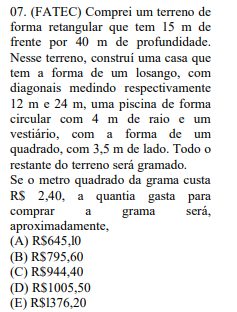 07. (FATEC) Comprei um terreno de
forma retangular que tem 15 m de
frente por 40 m de profundidade.
Nesse terreno, construí uma casa que
tem a forma de um losango, com
diagonais medindo respectivamente
12 m e 24 m, uma piscina de forma
circular com 4 m de raio e um
vestiário, com a forma de um
quadrado, com 3,5 m de lado. Todo o
restante do terreno será gramado.
Se o metro quadrado da grama custa
R$ 2,40, a quantia gasta para
comprar a grama será,
aproximadamente,
(A) R$645,l0
(B) R$795,60
(C) R$944,40
(D) R$1005,50
(E) R$l376,20